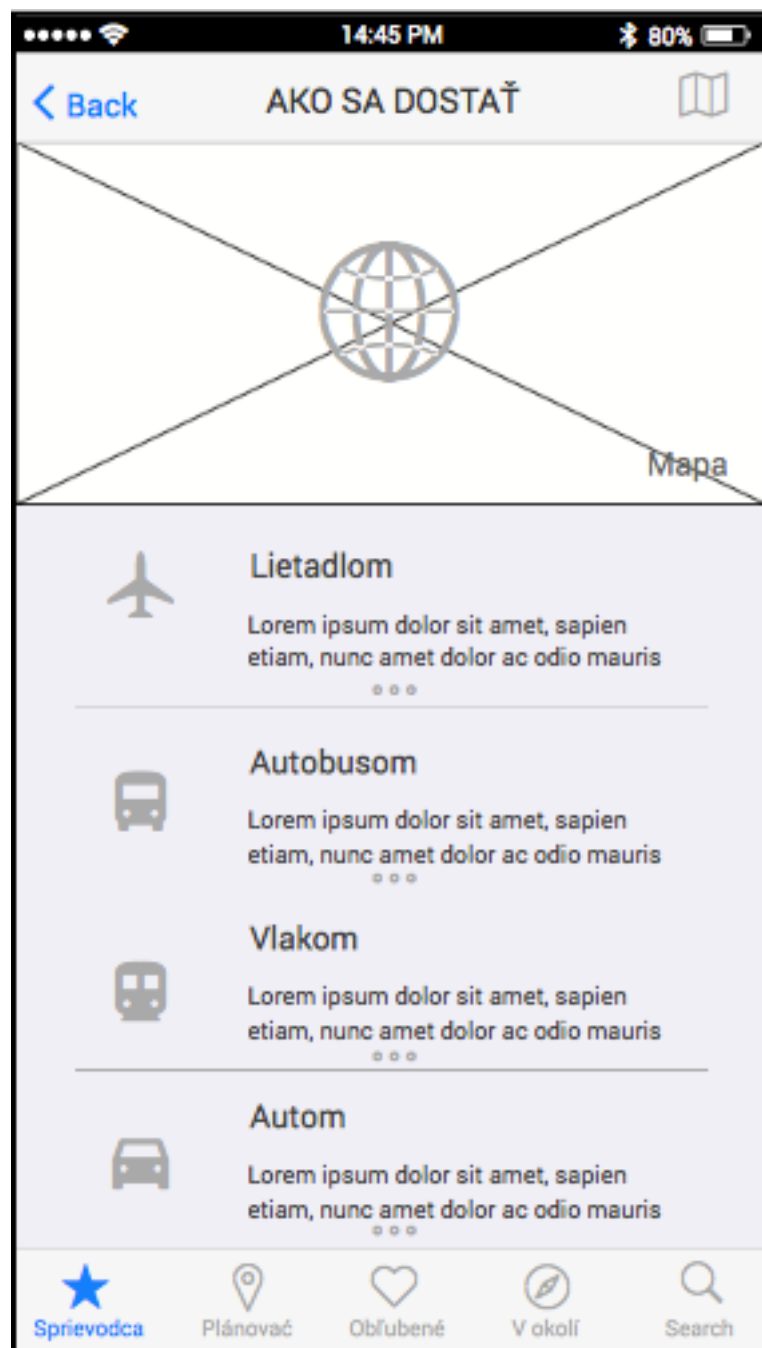 14:45 PM 80%
Back AKO SA DOSTAŤ
Mapa
Lietadlom
Lorem ipsum dolor sit amet, sapien
etiam, nunc amet dolor ac odio mauris
Autobusom
Lorem ipsum dolor sit amet, sapien
etiam, nunc amet dolor ac odio mauris
Vlakom
Lorem ipsum dolor sit amet, sapien
etiam, nunc amet dolor ac odio mauris
Autom
Lorem ipsum dolor sit amet, sapien
etiam, nunc amet dolor ac odio mauris
Sprievodca Plánovač Obľubené V okolí Search